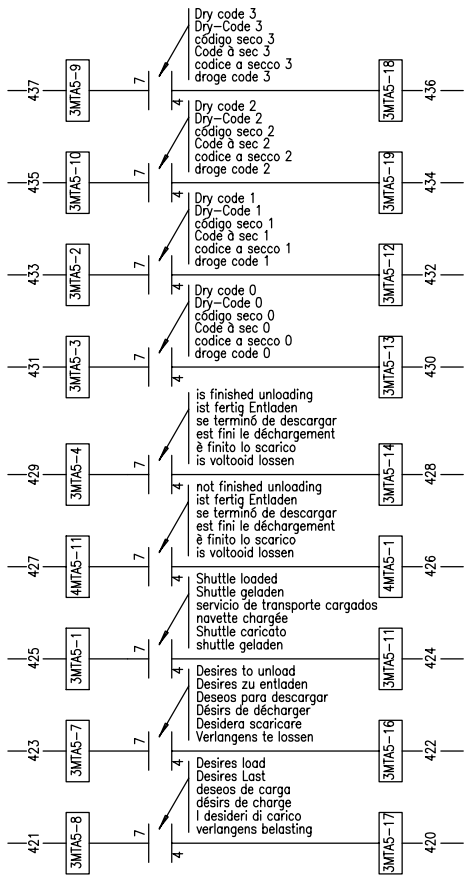 Dry code 3
Dry-Code 3
código seco 3
Code à sec 3
codice a secco 3
droge code 3
437
3MTA5-9
7
4
3MTA5-18
436
Dry code 2
Dry-Code 2
código seco 2
Code à sec 2
codice a secco 2
droge code 2
435
3MTA5-10
7
4
3MTA5-19
434
Dry code 1
Dry-Code 1
código seco 1
Code à sec 1
codice a secco 1
droge code 1
433
3MTA5-2
7
4
3MTA5-12
432
Dry code 0
Dry-Code 0
código seco 0
Code à sec 0
codice a secco 0
droge code 0
431
3MTA5-3
7
4
3MTA5-13
430
is finished unloading
ist fertig Entladen
se terminó de descargar
est fini le déchargement
è finito lo scarico
is voltooid lossen
429
3MTA5-4
7
4
3MTA5-14
428
not finished unloading
ist fertig Entladen
se terminó de descargar
est fini le déchargement
è finito lo scarico
is voltooid lossen
427
4MTA5-11
7
4
4MTA5-1
426
Shuttle loaded
Shuttle geladen
servicio de transporte cargados
navette chargée
Shuttle caricato
shuttle geladen
425
3MTA5-1
7
4
3MTA5-11
424
Desires to unload
Desires zu entladen
Deseos para descargar
Désirs de décharger
Desidera scaricare
Verlangens te lossen
423
3MTA5-7
7
4
3MTA5-16
422
Desires load
Desires Last
deseos de carga
désirs de charge
I desideri di carico
verlangens belasting
421
3MTA5-8
7
4
3MTA5-17
420